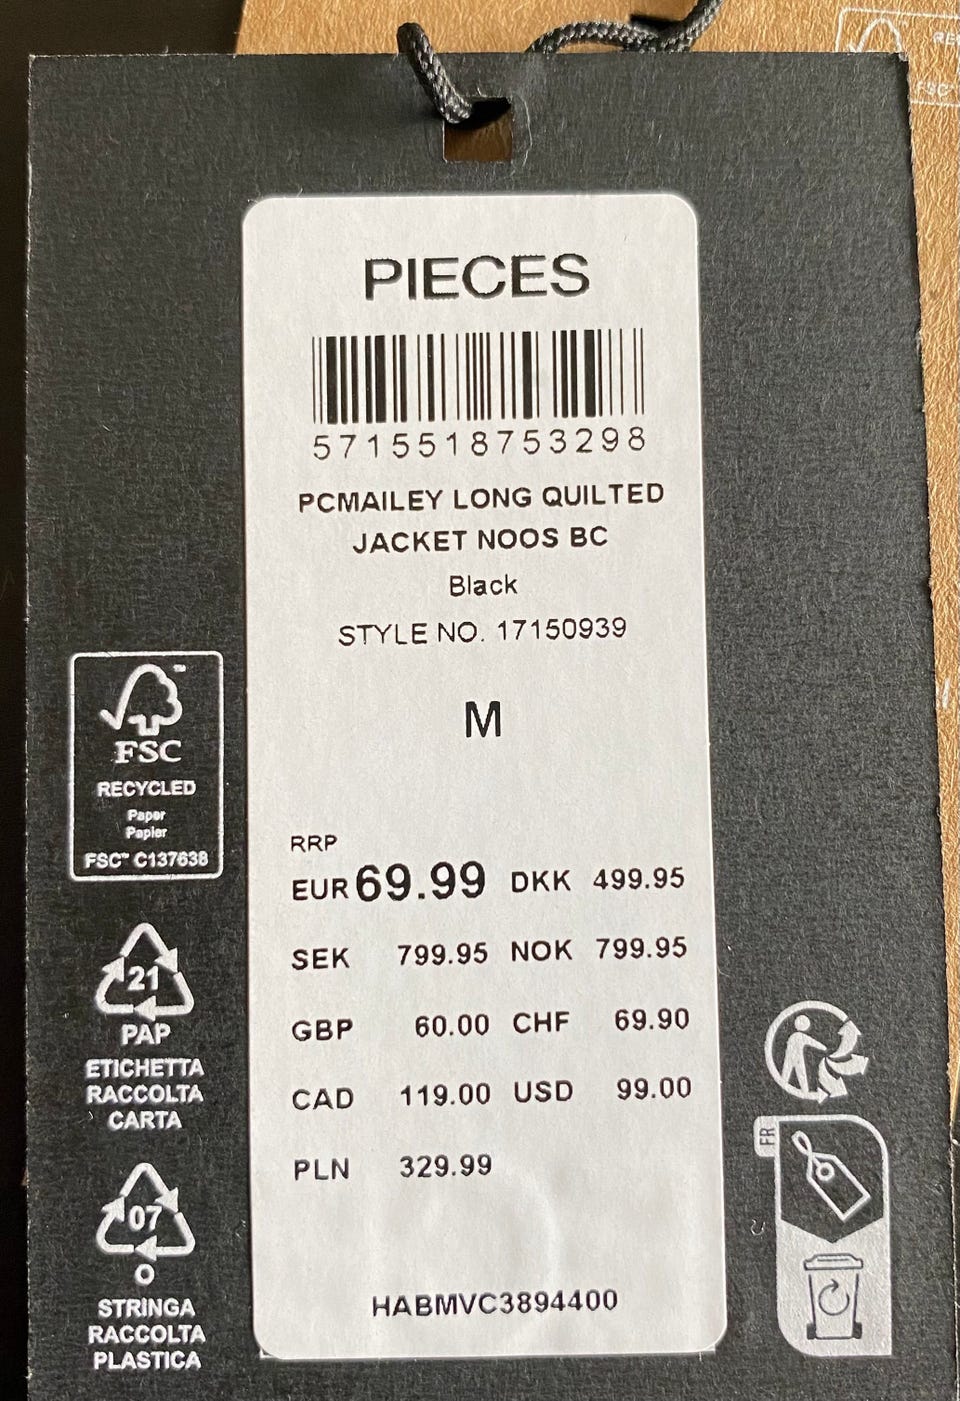 PIECES
5715518753298
PCMAILEY LONG QUILTED
JACKET NOOS BC
Black
STYLE NO. 17150939
M
RRP
EUR 69.99 DKK 499.95
SEK 799.95 NOK 799.95
GBP 60.00 CHF 69.90
CAD 119.00 USD 99.00
PLN 329.99
HABMVC3894400
FSC™
RECYCLED
Paper
Papier
FSC™ C137638
21
PAP
ETICHETTA
RACCOLTA
CARTA
07
O
STRINGA
RACCOLTA
PLASTICA
FR
FSC